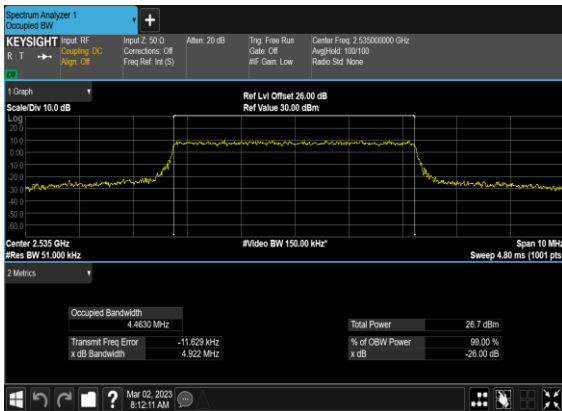 Spectrum Analyzer 1
Occupied BW
KEYSIGHT
R T
LXI
Input: RF
Coupling: DC
Align: Off
Input Z: 50 Ω
Corrections: Off
Freq Ref: Int (S)
Atten: 20 dB
Trig: Free Run
Gate: Off
#IF Gain: Low
Center Freq: 2.535000000 GHz
Avg|Hold: 100/100
Radio Std: None
1 Graph
Scale/Div 10.0 dB
Ref Lvl Offset 26.00 dB
Ref Value 30.00 dBm
Log
20.0
10.0
0.00
-10.0
-20.0
-30.0
-40.0
-50.0
-60.0
Center 2.535 GHz
#Res BW 51.000 kHz
#Video BW 150.00 kHz*
Span 10 MHz
Sweep 4.80 ms (1001 pts)
2 Metrics
Occupied Bandwidth
4.4630 MHz
Transmit Freq Error -11.629 kHz
x dB Bandwidth 4.922 MHz
Total Power 26.7 dBm
% of OBW Power 99.00 %
x dB -26.00 dB
Mar 02, 2023
8:12:11 AM